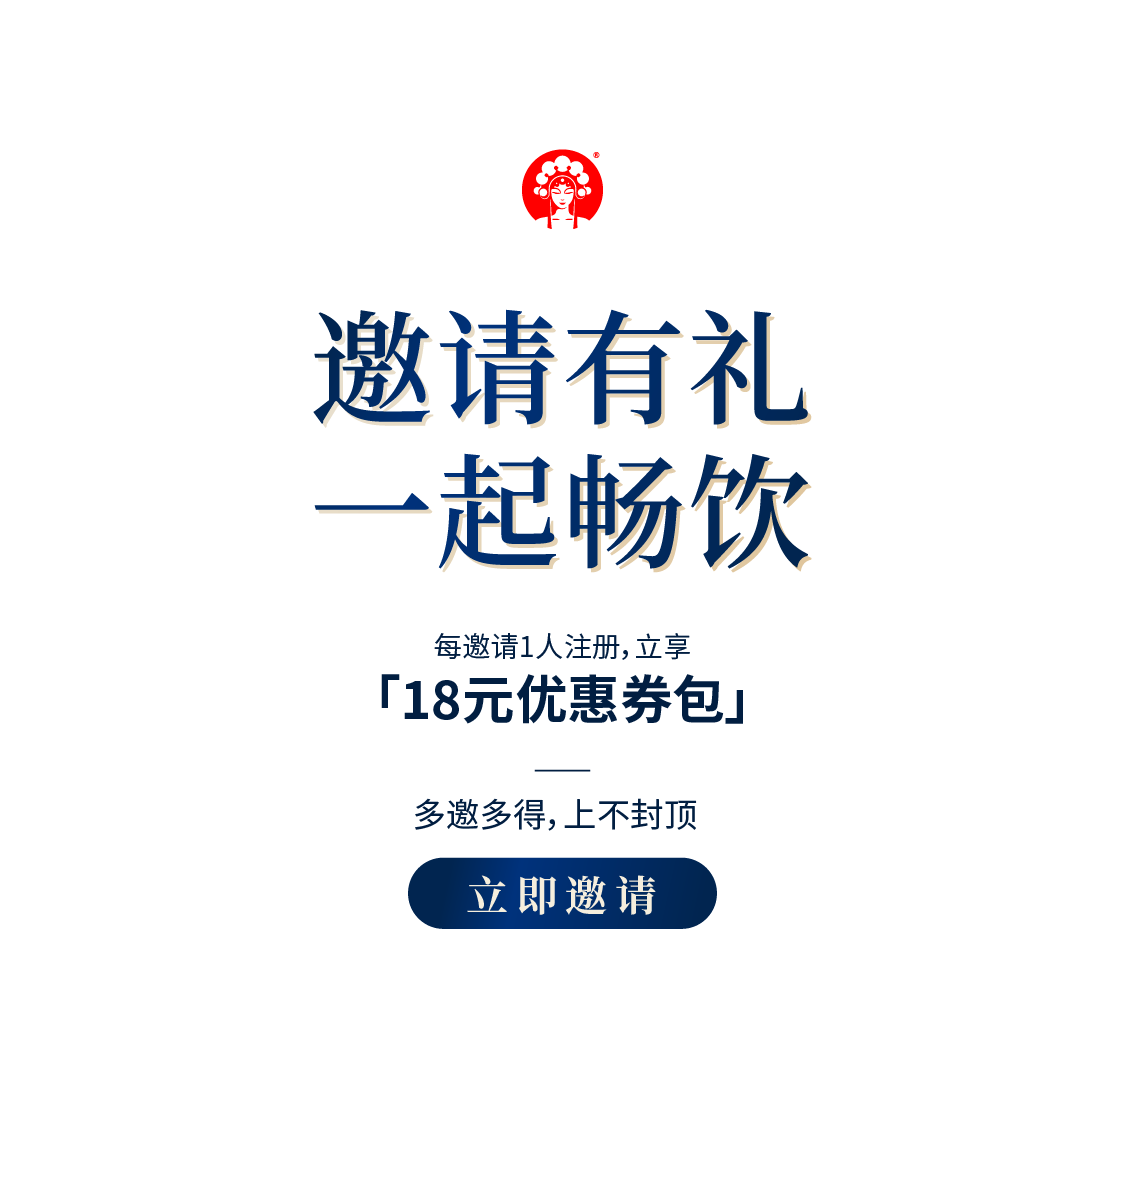 ®
邀请有礼
一起畅饮
每邀请1人注册，立享
「18元优惠券包」
多邀多得，上不封顶
立即邀请